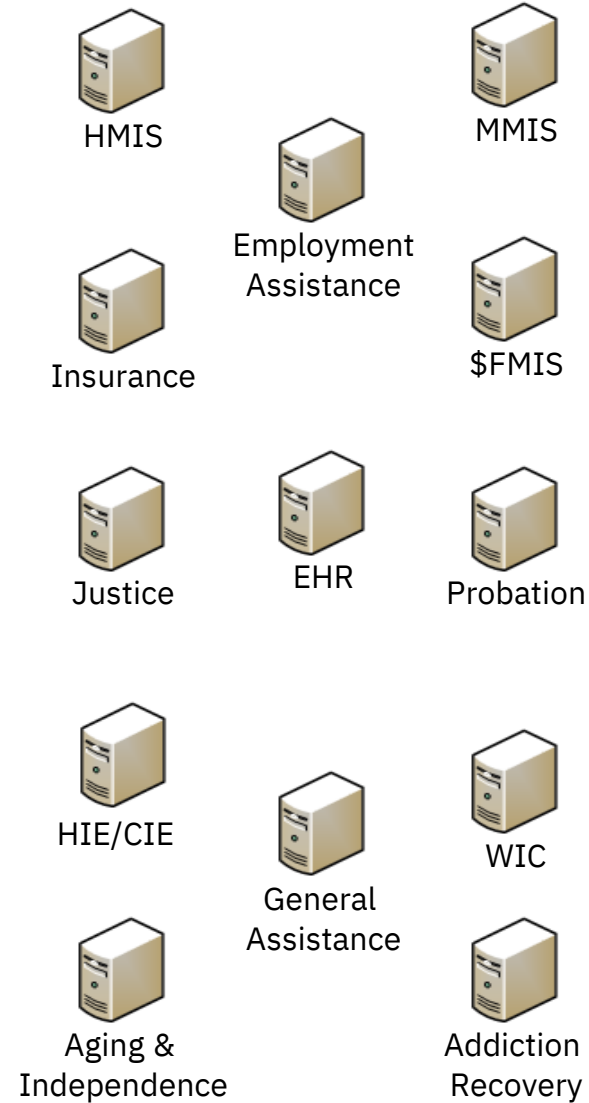 HMIS
MMIS
Employment
Assistance
Insurance
$FMIS
Justice
EHR
Probation
HIE/CIE
WIC
General
Assistance
Aging &
Independence
Addiction
Recovery